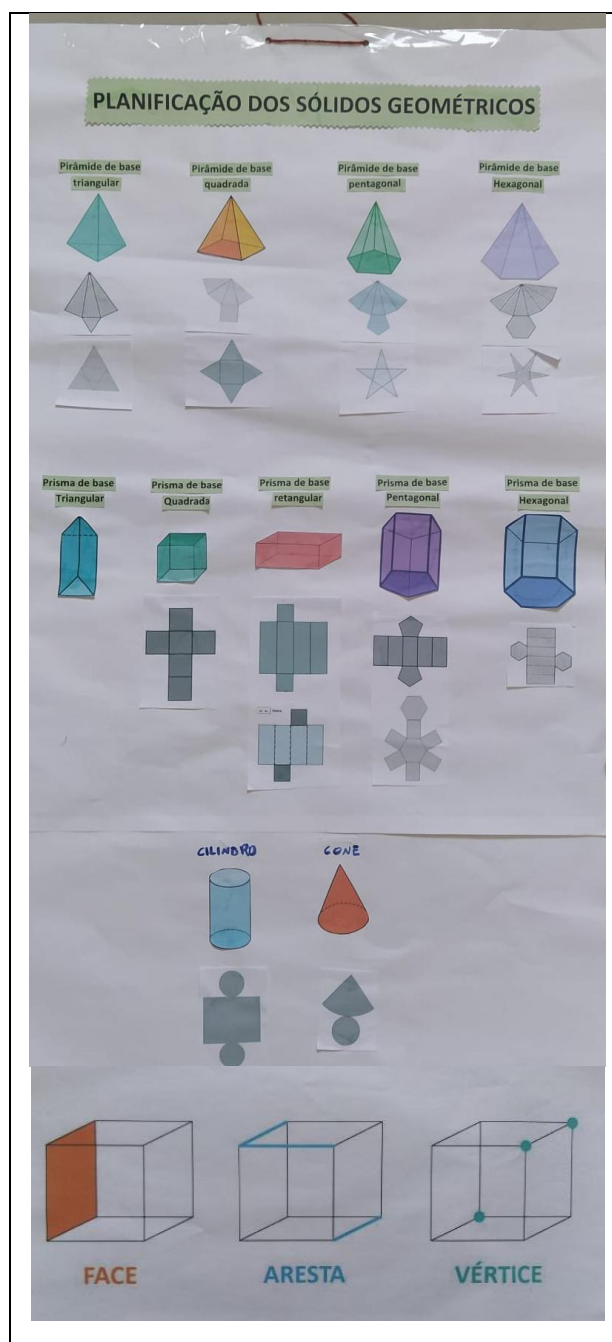 PLANIFICAÇÃO DOS SÓLIDOS GEOMÉTRICOS
Pirâmide de base
triangular
Pirâmide de base
quadrada
Pirâmide de base
pentagonal
Pirâmide de base
Hexagonal
Prisma de base
Triangular
Prisma de base
Quadrada
Prisma de base
retangular
Prisma de base
Pentagonal
Prisma de base
Hexagonal
CILINDRO
CONE
FACE
ARESTA
VÉRTICE